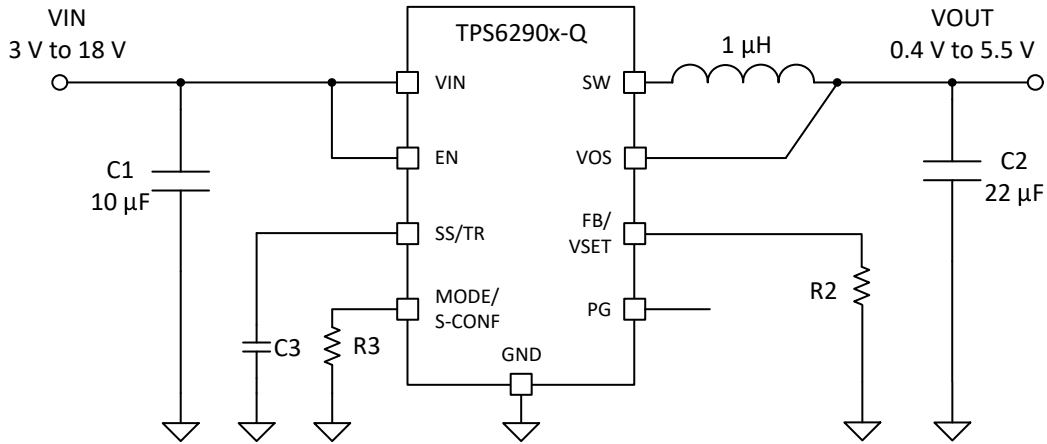 VIN
3 V to 18 V
TPS6290x-Q
1 µH
VOUT
0.4 V to 5.5 V
VIN
SW
EN
VOS
C1
10 µF
C2
22 µF
SS/TR
FB/
VSET
MODE/
S-CONF
PG
R2
C3
R3
GND